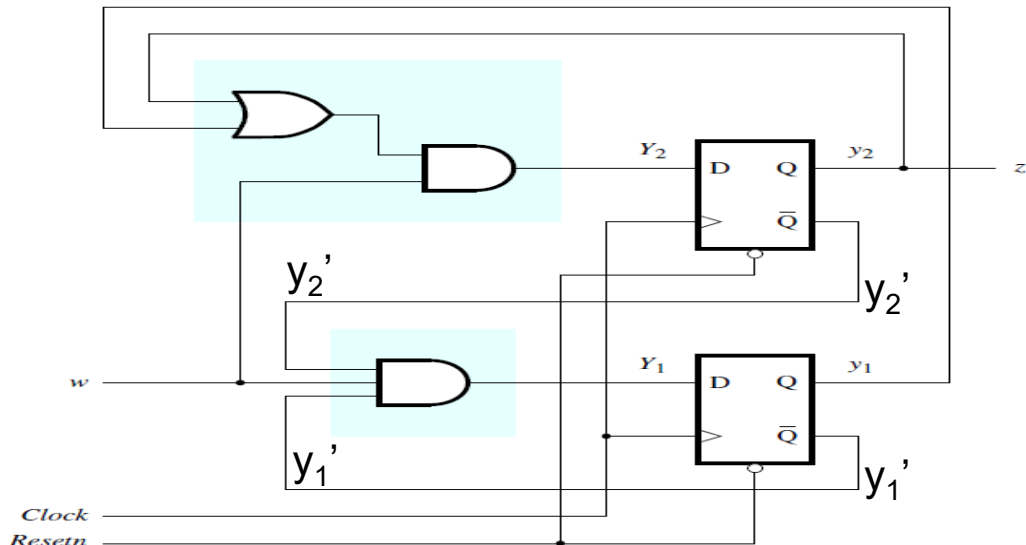 Y₂ y₂
D Q z
Q̅
y₂’ y₂’
w Y₁ y₁
D Q
Q̅
y₁’ y₁’
Clock
Resetn